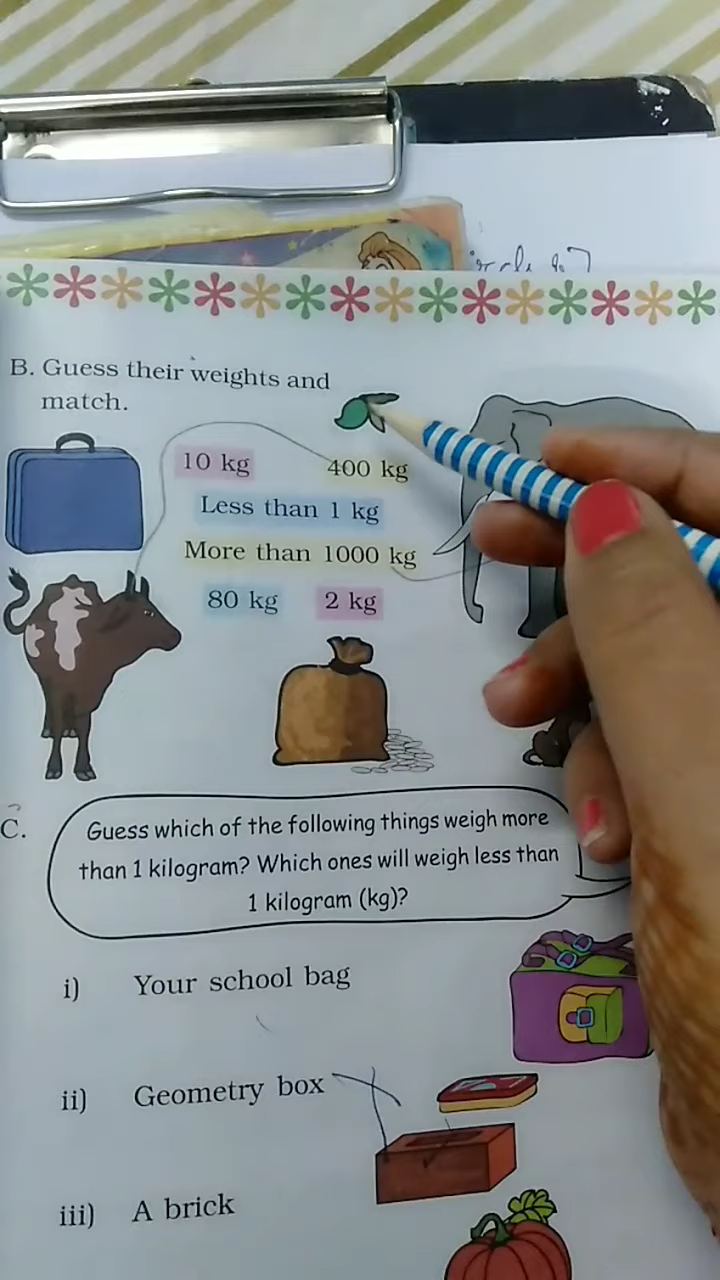 B. Guess their weights and
match.
10 kg
400 kg
Less than 1 kg
More than 1000 kg
80 kg
2 kg
C.
Guess which of the following things weigh more
than 1 kilogram? Which ones will weigh less than
1 kilogram (kg)?
i) Your school bag
ii) Geometry box
iii) A brick